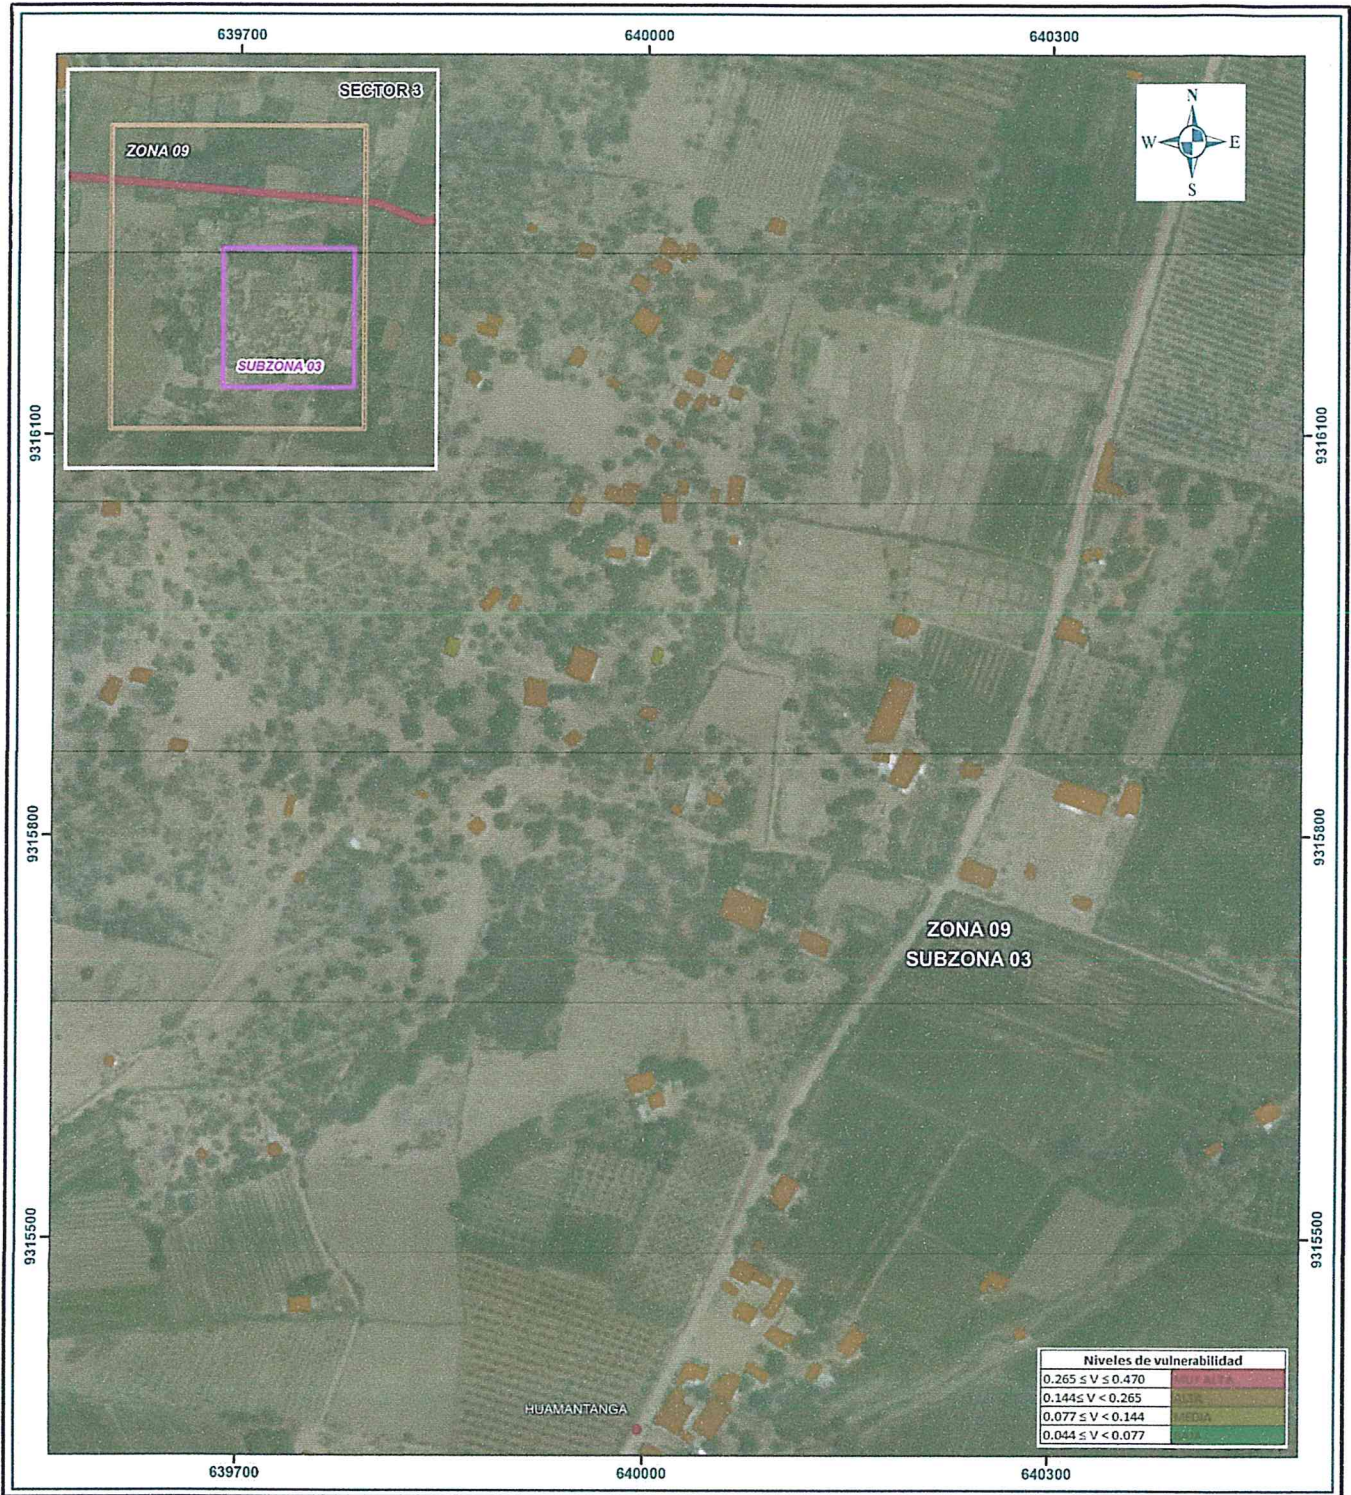 639700
640000
640300
SECTOR 3
ZONA 09
SUBZONA 03
N
W
E
S
9316100
9316100
9315800
9315800
ZONA 09
SUBZONA 03
9315500
9315500
HUAMANTANGA
Niveles de vulnerabilidad
0.265 ≤ V ≤ 0.470 MUY ALTA
0.144≤ V < 0.265 ALTA
0.077 ≤ V < 0.144 MEDIA
0.044 ≤ V < 0.077
639700
640000
640300